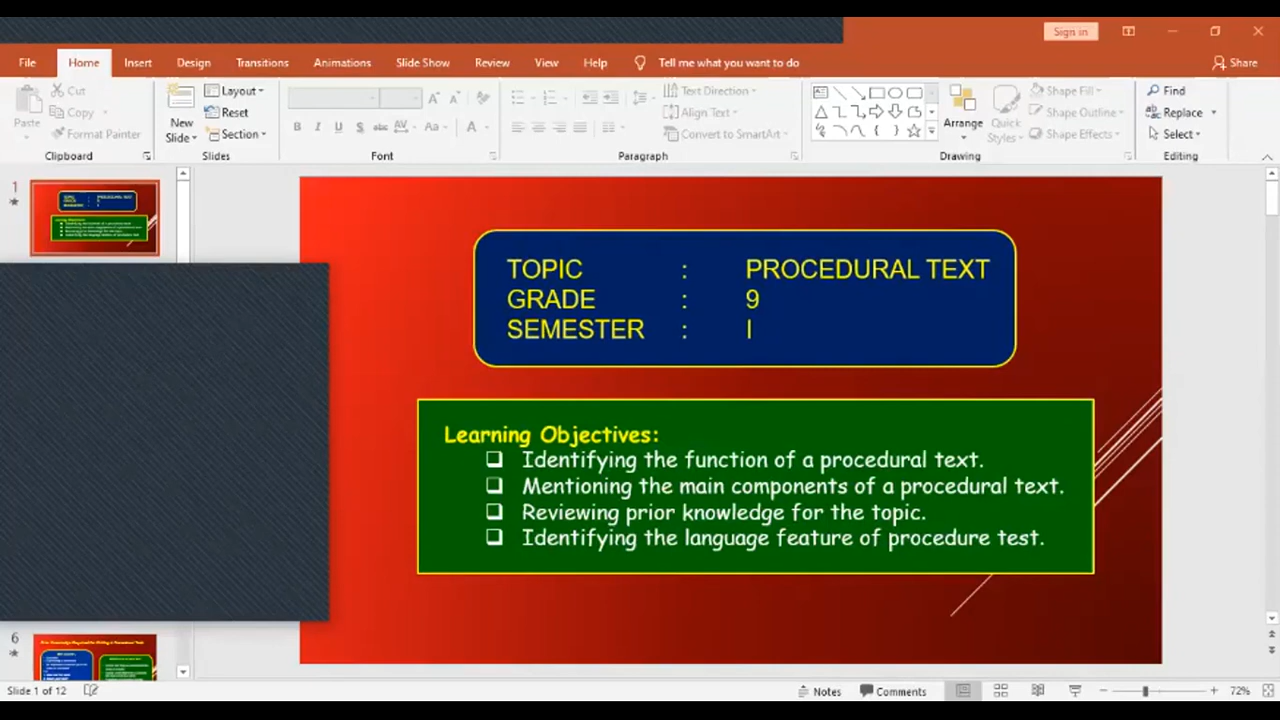 Sign in
File Home Insert Design Transitions Animations Slide Show Review View Help Tell me what you want to do Share
Paste
Cut
Copy
Format Painter
Clipboard
New Slide
Layout
Reset
Section
Slides
Font
Text Direction
Align Text
Convert to SmartArt
Paragraph
Arrange
Quick Styles
Shape Fill
Shape Outline
Shape Effects
Drawing
Find
Replace
Select
Editing
1
6
TOPIC : PROCEDURAL TEXT
GRADE : 9
SEMESTER : I
Learning Objectives:
Identifying the function of a procedural text.
Mentioning the main components of a procedural text.
Reviewing prior knowledge for the topic.
Identifying the language feature of procedure test.
Slide 1 of 12
Notes
Comments
72%